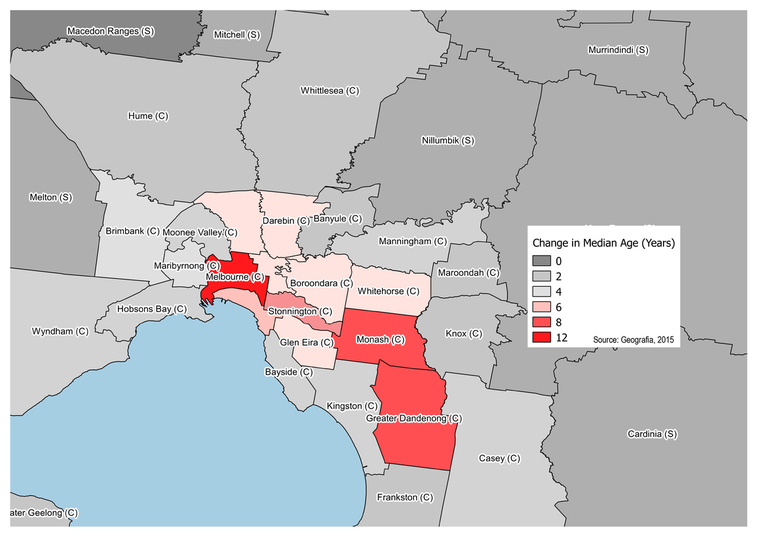 Macedon Ranges (S)
Mitchell (S)
Murrindindi (S)
Whittlesea (C)
Hume (C)
Nillumbik (S)
Melton (S)
Darebin (C)
Banyule (C)
Brimbank (C)
Moonee Valley (C)
Manningham (C)
Change in Median Age (Years)
0
2
4
6
8
12
Source: Geografia, 2015
Maribyrnong (C)
Melbourne (C)
Boroondara (C)
Maroondah (C)
Whitehorse (C)
Hobsons Bay (C)
Stonnington (C)
Wyndham (C)
Glen Eira (C)
Monash (C)
Knox (C)
Bayside (C)
Kingston (C)
Greater Dandenong (C)
Cardinia (S)
Casey (C)
Frankston (C)
ater Geelong (C)